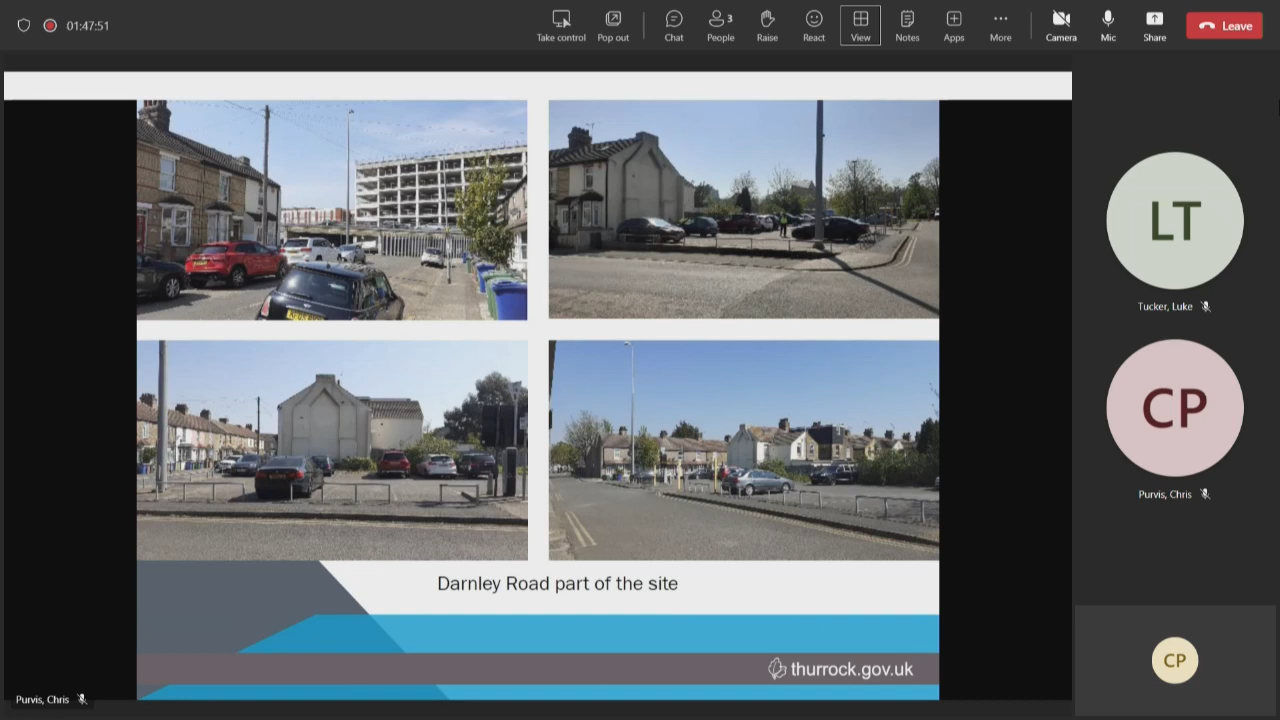 01:47:51
Take control
Pop out
Chat
3
People
Raise
React
View
Notes
Apps
More
Camera
Mic
Share
Leave
LT
Tucker, Luke
CP
Purvis, Chris
Darnley Road part of the site
thurrock.gov.uk
CP
Purvis, Chris